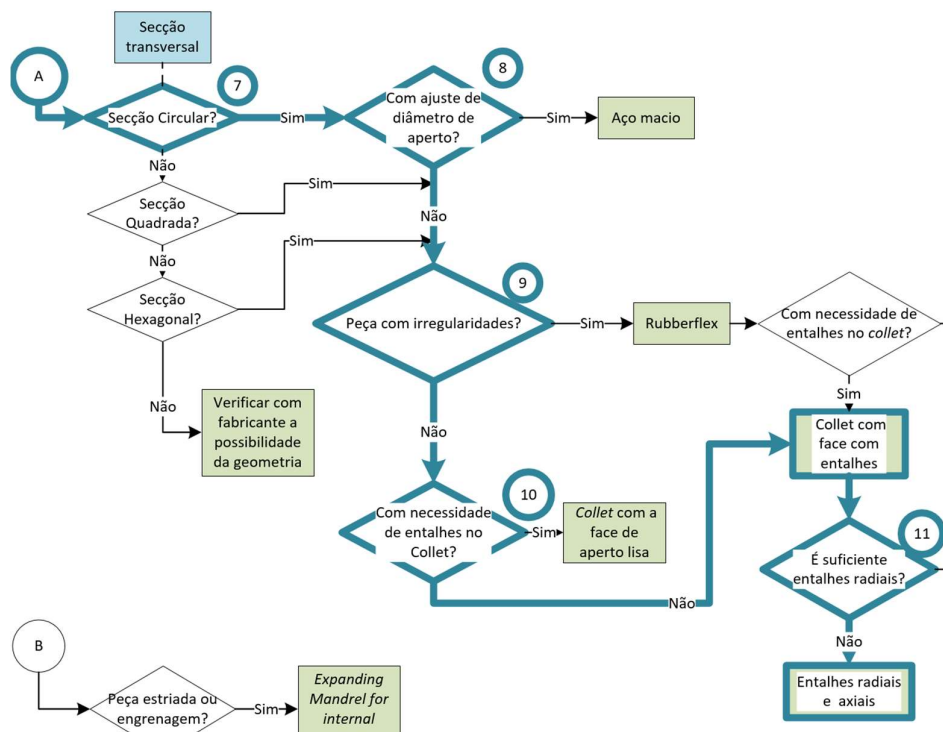 Secção
transversal
A
7
8
Secção Circular?
Sim
Com ajuste de
diâmetro de
aperto?
Sim
Aço macio
Não
Secção
Quadrada?
Sim
Não
Não
Secção
Hexagonal?
Sim
9
Peça com irregularidades?
Sim
Rubberflex
Com necessidade de
entalhes no collet?
Não
Verificar com
fabricante a
possibilidade
da geometria
Sim
Não
Collet com
face com
entalhes
10
Com necessidade
de entalhes no
Collet?
Sim
Collet com a
face de
aperto lisa
11
É suficiente
entalhes radiais?
Não
Não
B
Peça estriada ou
engrenagem?
Sim
Expanding
Mandrel for
internal
Entalhes radiais
e axiais